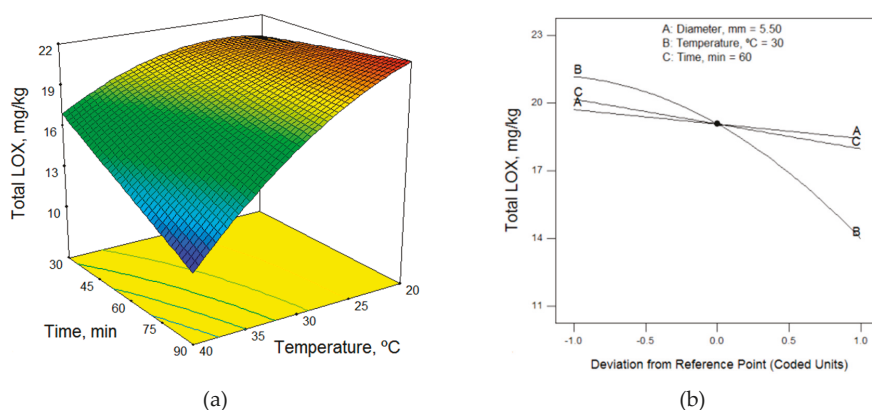 22
19
16
13
10
Total LOX, mg/kg
30
45
60
75
90
Time, min
40
35
30
25
20
Temperature, ºC
(a)
A: Diameter, mm = 5.50
B: Temperature, ºC = 30
C: Time, min = 60
23
20
17
14
11
Total LOX, mg/kg
B
C
A
A
C
B
-1.0
-0.5
0.0
0.5
1.0
Deviation from Reference Point (Coded Units)
(b)